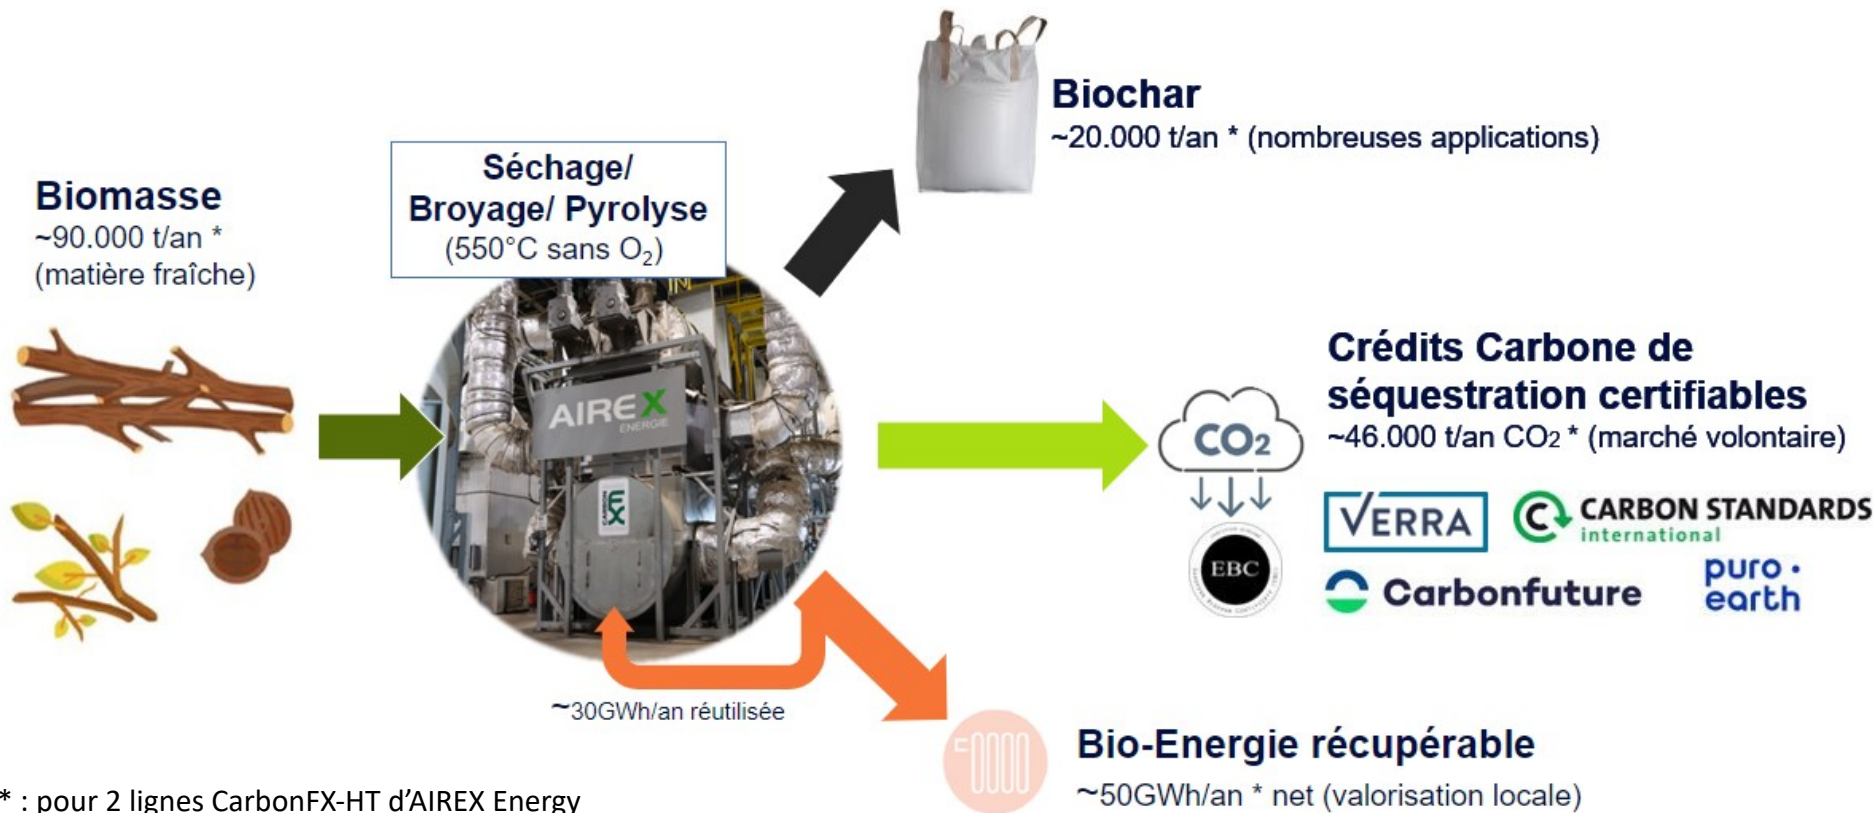 Biochar
~20.000 t/an * (nombreuses applications)
Séchage/
Broyage/ Pyrolyse
(550°C sans O₂)
Biomasse
~90.000 t/an *
(matière fraîche)
AIREX
ENERGIE
CARBON
FX
Crédits Carbone de
séquestration certifiables
~46.000 t/an CO2 * (marché volontaire)
CO2
VERRA
CARBON STANDARDS
international
EBC
Carbonfuture
puro·
earth
~30GWh/an réutilisée
Bio-Energie récupérable
~50GWh/an * net (valorisation locale)
* : pour 2 lignes CarbonFX-HT d’AIREX Energy